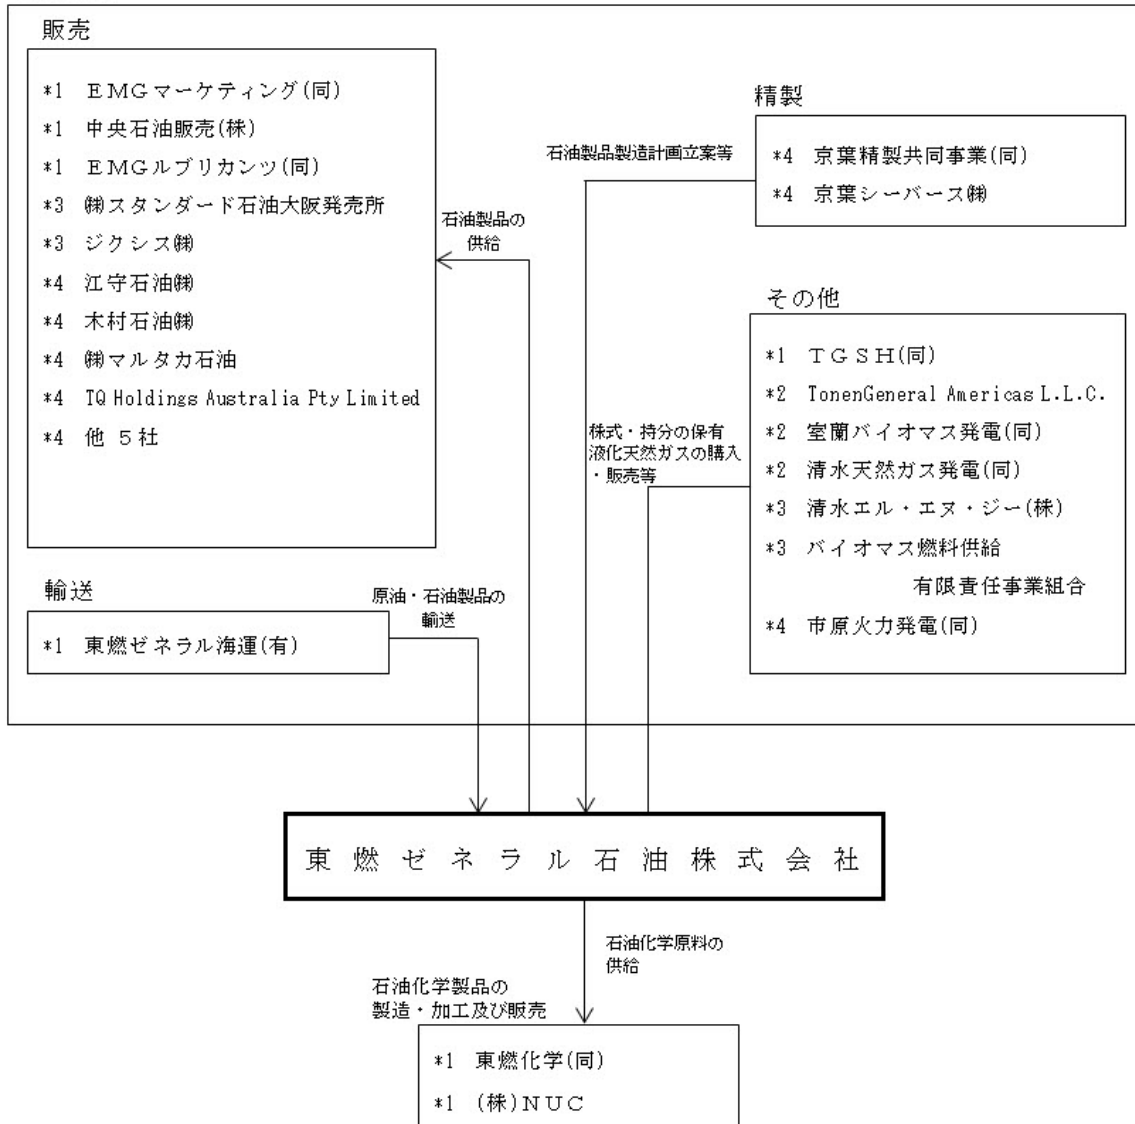 販売
*1 ＥＭＧマーケティング(同)
*1 中央石油販売(株)
*1 ＥＭＧルブリカンツ(同)
*3 ㈱スタンダード石油大阪発売所
*3 ジクシス㈱
*4 江守石油㈱
*4 木村石油㈱
*4 ㈱マルタカ石油
*4 TQ Holdings Australia Pty Limited
*4 他 ５社
石油製品の
供給
輸送
*1 東燃ゼネラル海運(有)
原油・石油製品の
輸送
精製
*4 京葉精製共同事業(同)
*4 京葉シーバース㈱
石油製品製造計画立案等
その他
*1 ＴＧＳＨ(同)
*2 TonenGeneral Americas L.L.C.
*2 室蘭バイオマス発電(同)
*2 清水天然ガス発電(同)
*3 清水エル・エヌ・ジー(株)
*3 バイオマス燃料供給
有限責任事業組合
*4 市原火力発電(同)
株式・持分の保有
液化天然ガスの購入
・販売等
東燃ゼネラル石油株式会社
石油化学原料の
供給
石油化学製品の
製造・加工及び販売
*1 東燃化学(同)
*1 (株)ＮＵＣ